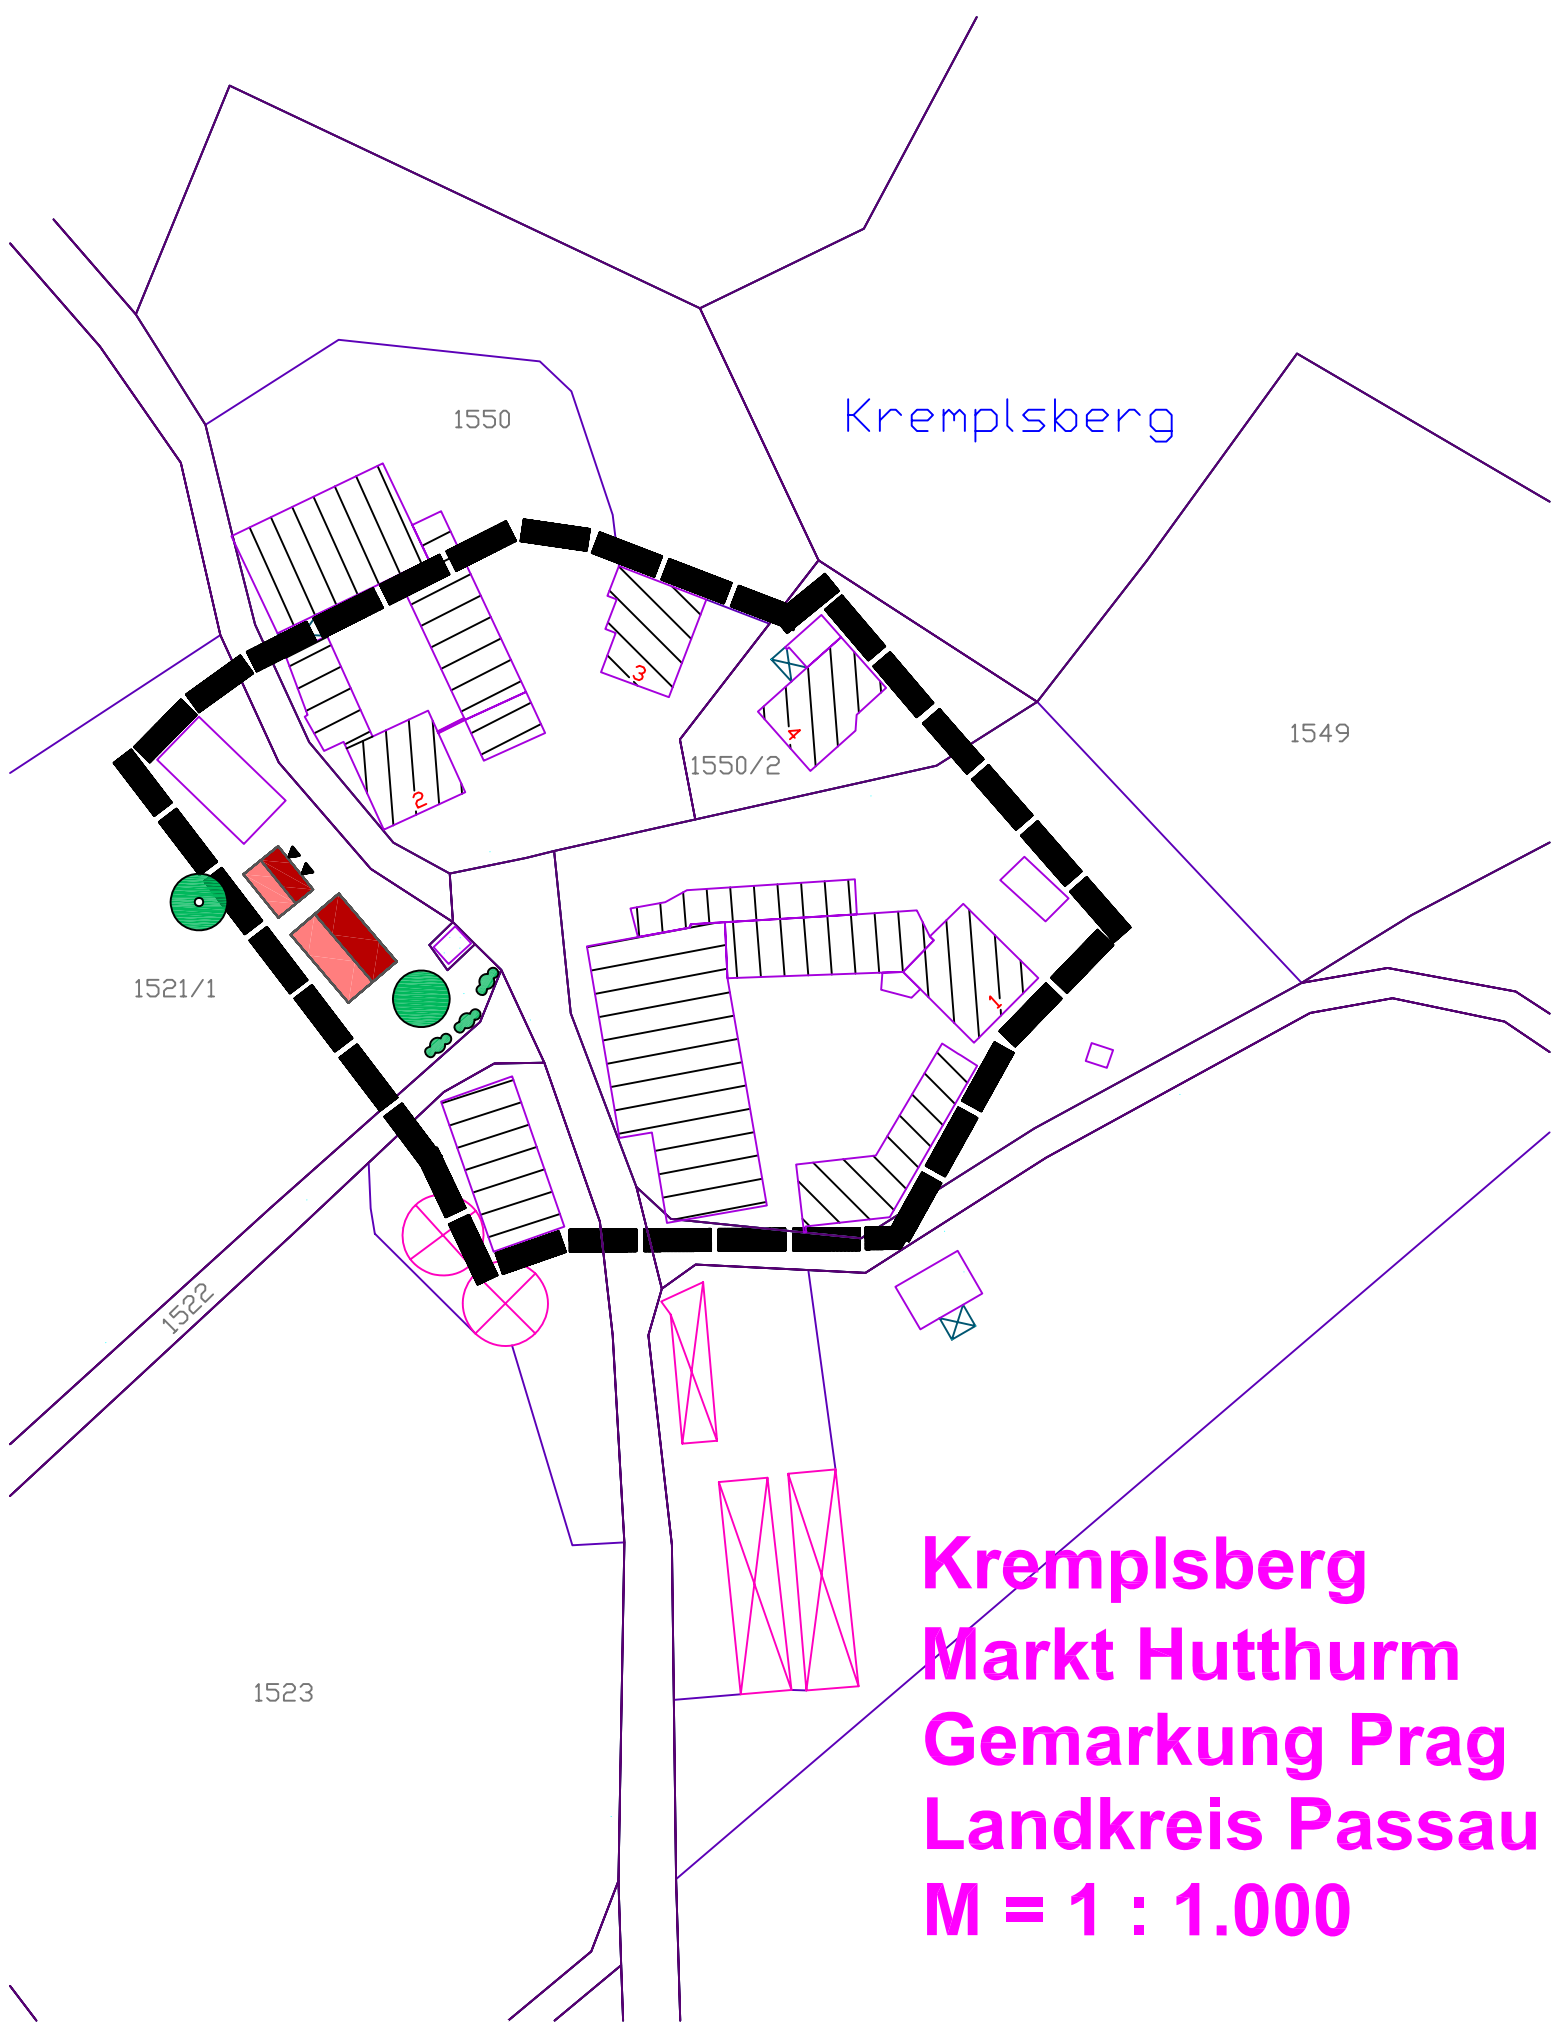 1550
Kremplsberg
3
4
1549
1550/2
2
1521/1
1
1522
1523
Kremplsberg
Markt Hutthurm
Gemarkung Prag
Landkreis Passau
M = 1 : 1.000